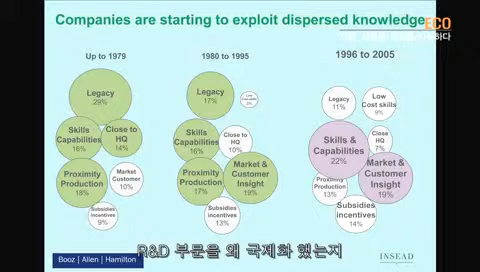 Companies are starting to exploit dispersed knowledge
ECO
Up to 1979
1980 to 1995
1996 to 2005
Legacy
29%
Skills
Capabilities
16%
Close to
HQ
14%
Proximity
Production
18%
Market
Customer
10%
Subsidies
incentives
9%
Legacy
17%
Skills
Capabilities
16%
Close to
HQ
10%
Proximity
Production
17%
Market &
Customer
Insight
19%
Subsidies
incentives
13%
Legacy
11%
Low
Cost skills
9%
Skills &
Capabilities
22%
Close
HQ
7%
Proximity
Production
13%
Market &
Customer
Insight
19%
Subsidies
incentives
14%
R&D 부문을 왜 국제화 했는지
Booz | Allen | Hamilton
INSEAD